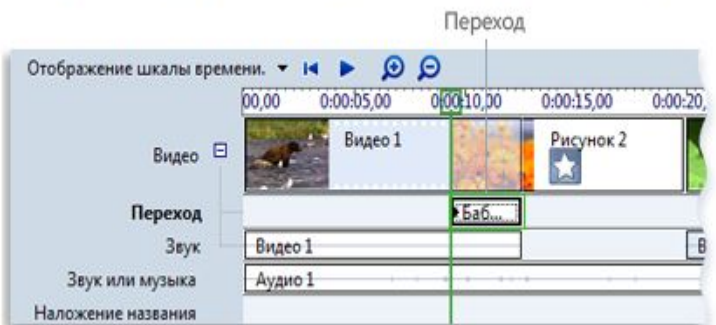 Переход
Отображение шкалы времени.
00,00 0:00:05,00 0:00:10,00 0:00:15,00 0:00:20,
Видео Видео 1 Рисунок 2
Переход Баб...
Звук Видео 1 В
Звук или музыка Аудио 1
Наложение названия